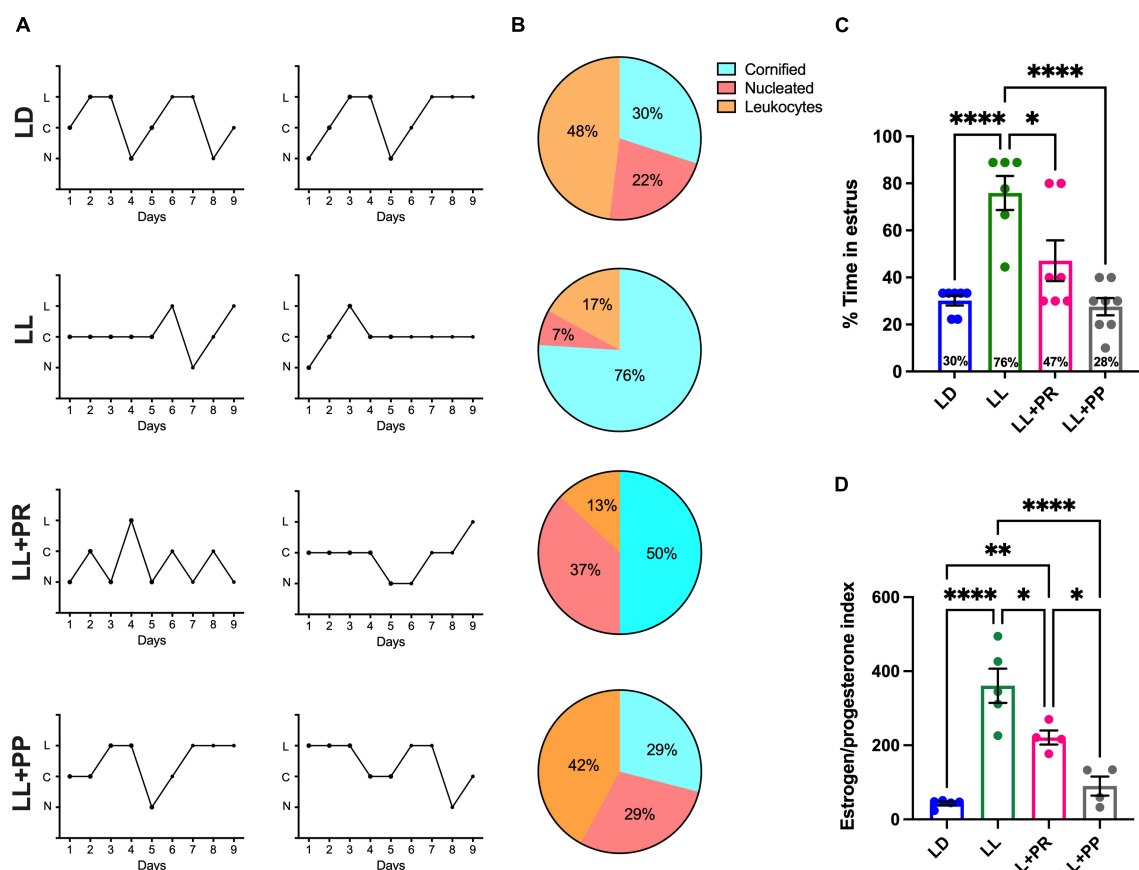 A
B
C
D
LD
L
C
N
1 2 3 4 5 6 7 8 9
Days
L
C
N
1 2 3 4 5 6 7 8 9
Days
48%
30%
22%
Cornified
Nucleated
Leukocytes
LL
L
C
N
1 2 3 4 5 6 7 8 9
Days
L
C
N
1 2 3 4 5 6 7 8 9
Days
17%
7%
76%
LL+PR
L
C
N
1 2 3 4 5 6 7 8 9
Days
L
C
N
1 2 3 4 5 6 7 8 9
Days
13%
37%
50%
LL+PP
L
C
N
1 2 3 4 5 6 7 8 9
Days
L
C
N
1 2 3 4 5 6 7 8 9
Days
42%
29%
29%
% Time in estrus
100
80
60
40
20
0
****
**** *
30% 76% 47% 28%
LD LL LL+PR LL+PP
Estrogen/progesterone index
600
400
200
0
****
**
**** * *
LD LL L+PR LL+PP